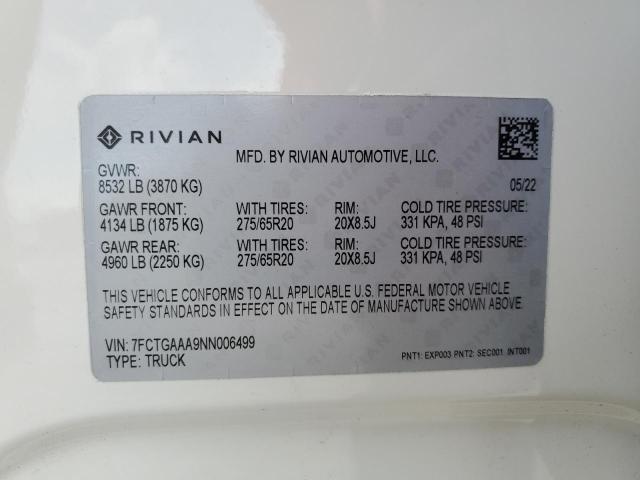 RIVIAN
MFD. BY RIVIAN AUTOMOTIVE, LLC.
GVWR:
8532 LB (3870 KG) 05/22
GAWR FRONT: WITH TIRES: RIM: COLD TIRE PRESSURE:
4134 LB (1875 KG) 275/65R20 20X8.5J 331 KPA, 48 PSI
GAWR REAR: WITH TIRES: RIM: COLD TIRE PRESSURE:
4960 LB (2250 KG) 275/65R20 20X8.5J 331 KPA, 48 PSI
THIS VEHICLE CONFORMS TO ALL APPLICABLE U.S. FEDERAL MOTOR VEHICLE
SAFETY STANDARDS IN EFFECT ON THE DATE OF MANUFACTURE SHOWN ABOVE.
VIN: 7FCTGAAA9NN006499
TYPE: TRUCK
PNT1: EXP003 PNT2: SEC001 INT001